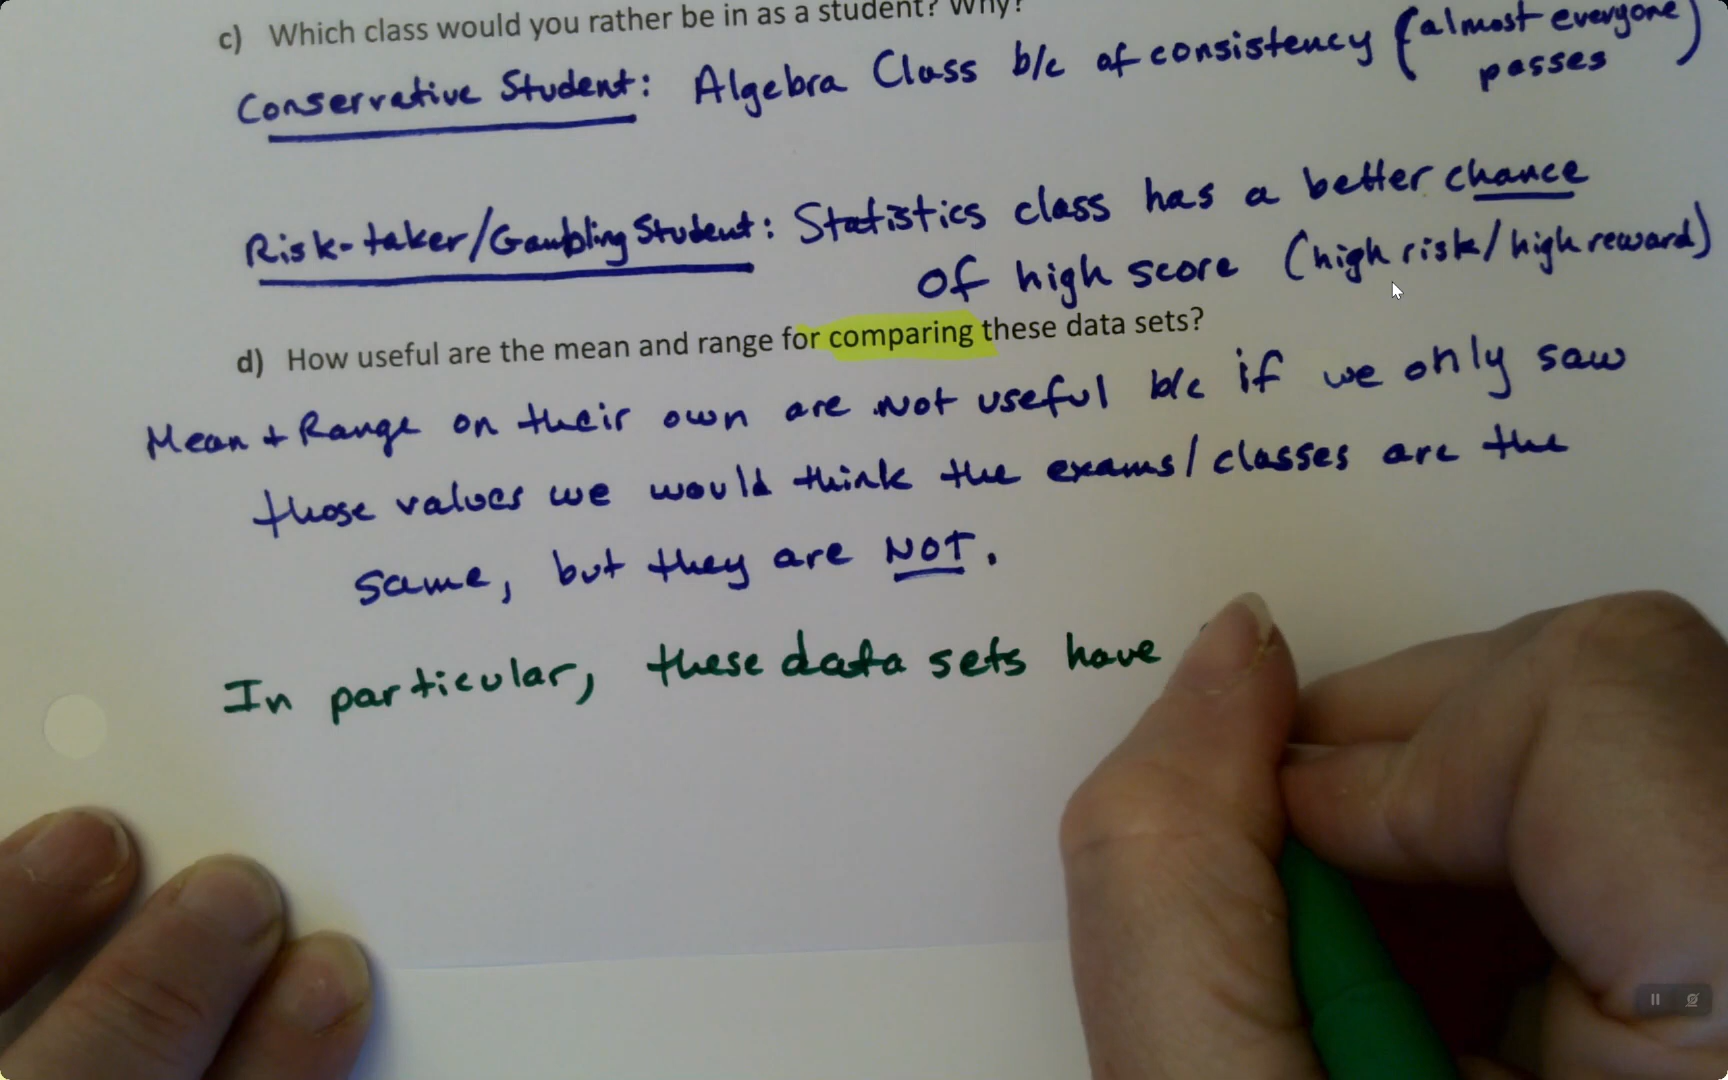 c) Which class would you rather be in as a student? Why?
Conservative Student: Algebra Class b/c of consistency (almost everyone
passes)
Risk-taker/Gambling Student: Statistics class has a better chance
of high score (high risk/high reward)
d) How useful are the mean and range for comparing these data sets?
Mean + Range on their own are not useful b/c if we only saw
those values we would think the exams/classes are the
same, but they are NOT.
In particular, these data sets have